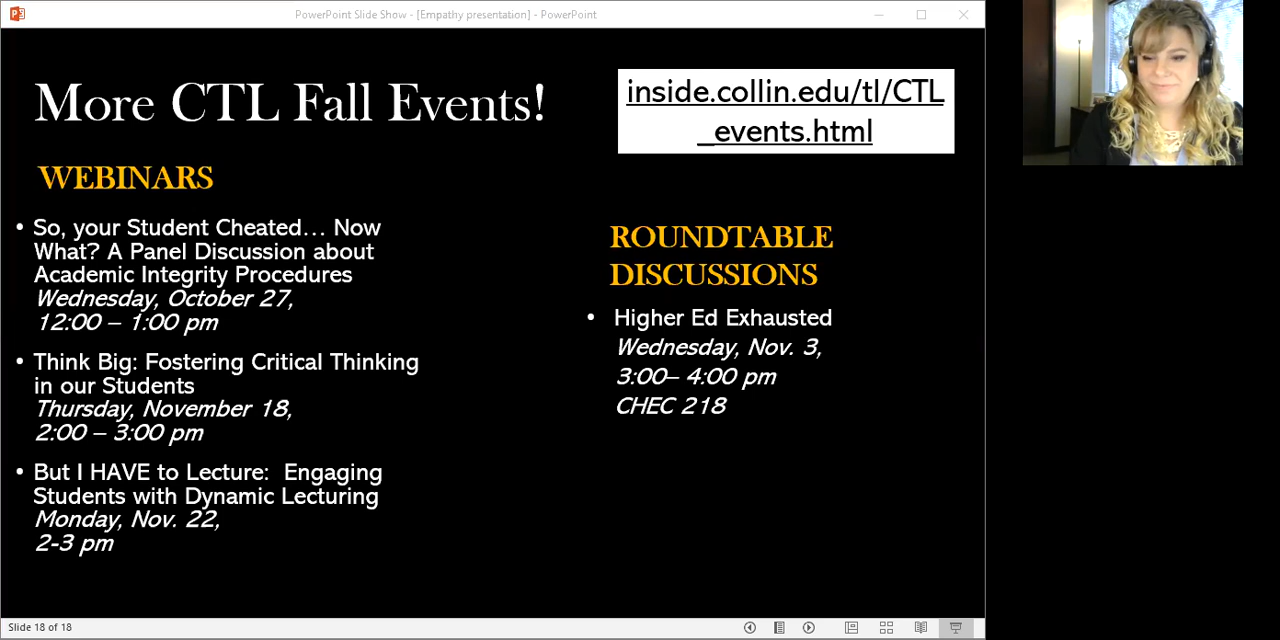 PowerPoint Slide Show - [Empathy presentation] - PowerPoint
More CTL Fall Events!
inside.collin.edu/tl/CTL
_events.html
WEBINARS
• So, your Student Cheated... Now
What? A Panel Discussion about
Academic Integrity Procedures
Wednesday, October 27,
12:00 – 1:00 pm
• Think Big: Fostering Critical Thinking
in our Students
Thursday, November 18,
2:00 – 3:00 pm
• But I HAVE to Lecture:  Engaging
Students with Dynamic Lecturing
Monday, Nov. 22,
2-3 pm
ROUNDTABLE
DISCUSSIONS
• Higher Ed Exhausted
Wednesday, Nov. 3,
3:00– 4:00 pm
CHEC 218
Slide 18 of 18